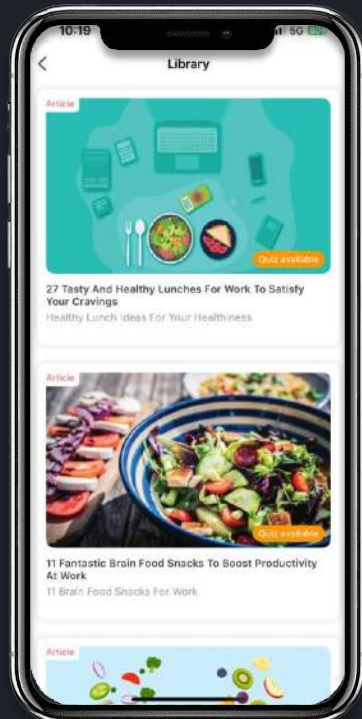 10:19
5G
Library
Article
Quiz available
27 Tasty And Healthy Lunches For Work To Satisfy
Your Cravings
Healthy Lunch Ideas For Your Healthiness
Article
Quiz available
11 Fantastic Brain Food Snacks To Boost Productivity
At Work
11 Brain Food Snacks For Work
Article